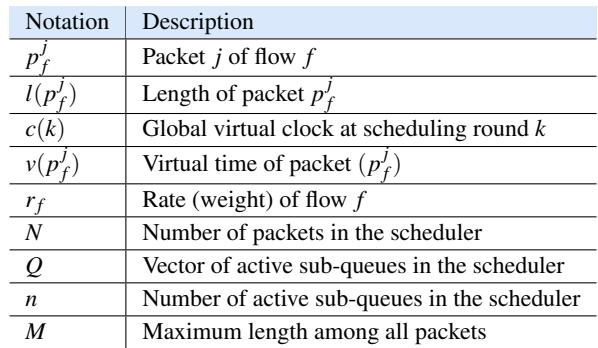 Notation Description
p_f^j Packet j of flow f
l(p_f^j) Length of packet p_f^j
c(k) Global virtual clock at scheduling round k
v(p_f^j) Virtual time of packet (p_f^j)
r_f Rate (weight) of flow f
N Number of packets in the scheduler
Q Vector of active sub-queues in the scheduler
n Number of active sub-queues in the scheduler
M Maximum length among all packets